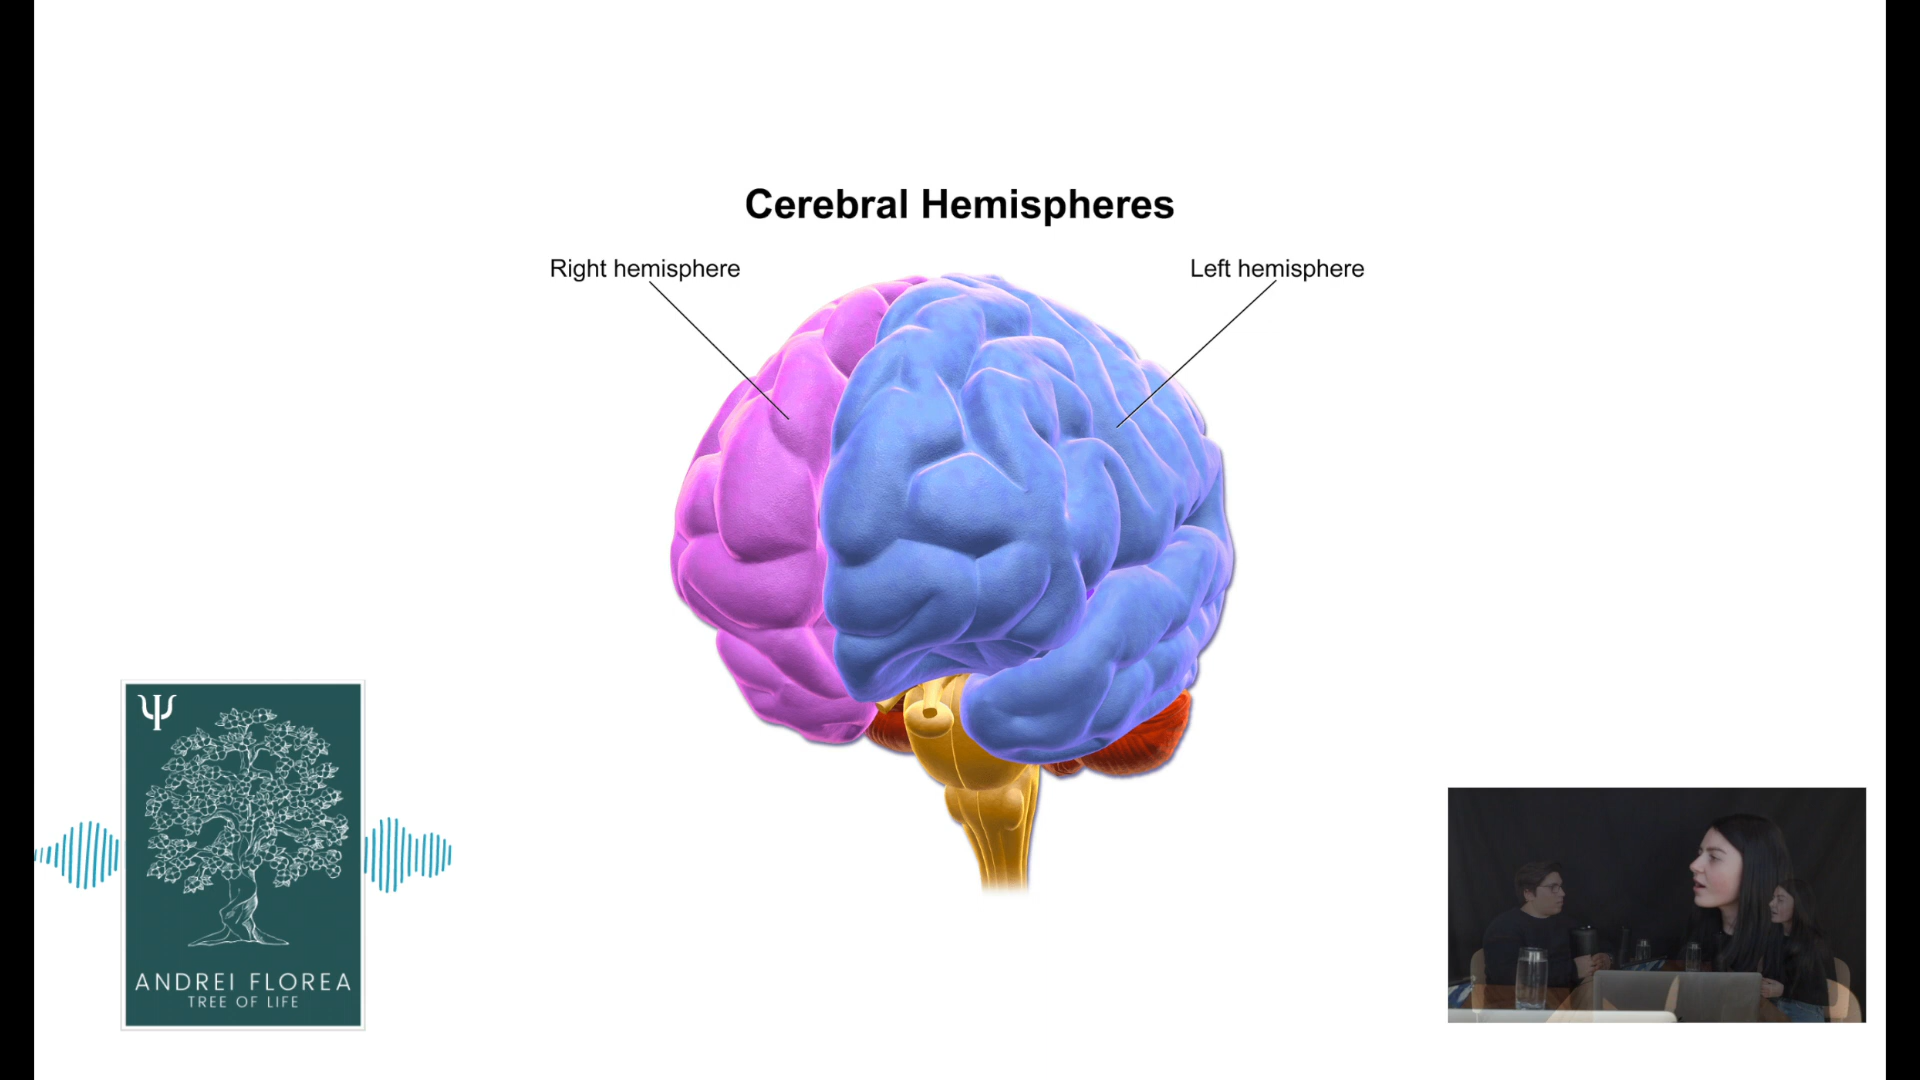 Cerebral Hemispheres
Right hemisphere
Left hemisphere
Ψ
ANDREI FLOREA
TREE OF LIFE